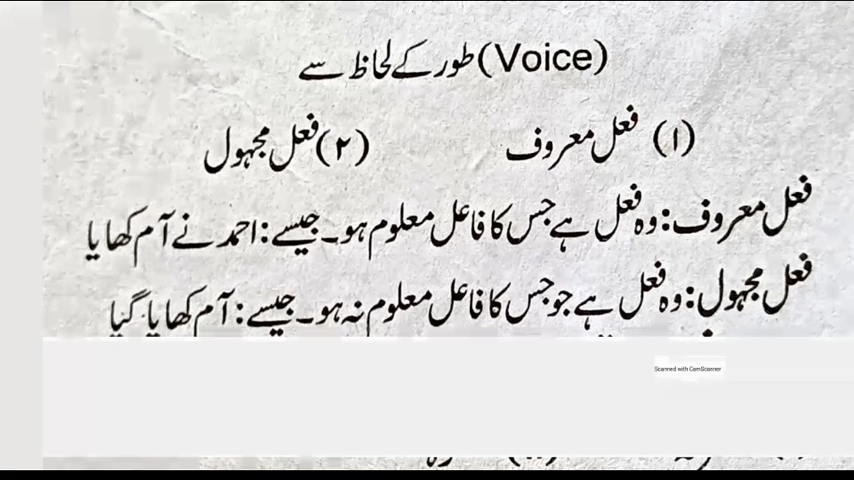 (Voice) طور کے لحاظ سے
(۱) فعل معروف (۲) فعل مجہول
فعل معروف: وہ فعل ہے جس کا فاعل معلوم ہو۔ جیسے: احمد نے آم کھایا
فعل مجہول: وہ فعل ہے جو جس کا فاعل معلوم نہ ہو۔ جیسے: آم کھایا گیا
Scanned with CamScanner